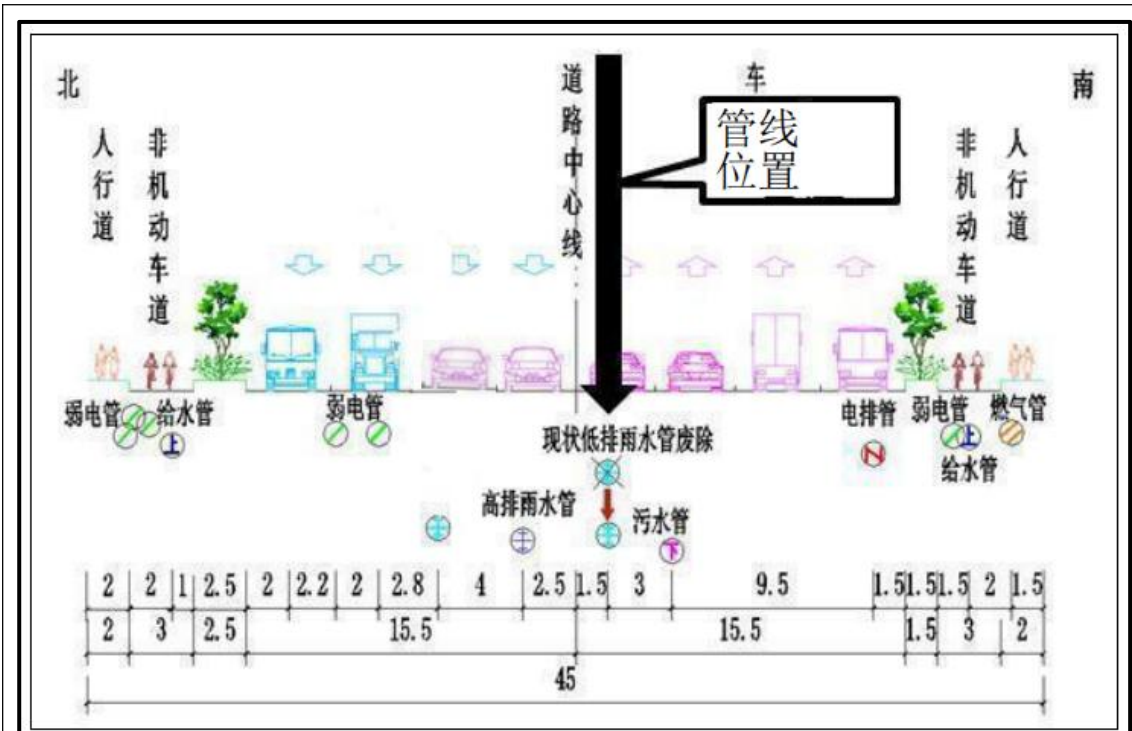 北
道路中心线
车
南
管线
位置
人行道
非机动车道
非机动车道
人行道
弱电管
给水管
弱电管
电排管
弱电管
燃气管
上
现状低排雨水管废除
上
给水管
高排雨水管
污水管
下
2 2 1 2.5 2 2.2 2 2.8 4 2.5 1.5 3 9.5 1.5 1.5 1.5 2 1.5
2 3 2.5 15.5 15.5 1.5 3 2
45